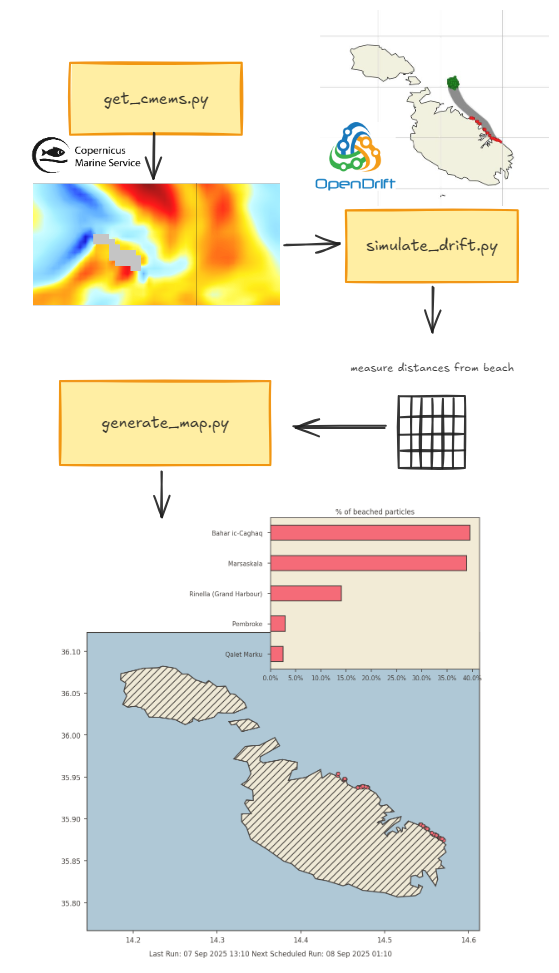 get_cmems.py
Copernicus
Marine Service
OpenDrift
simulate_drift.py
measure distances from beach
generate_map.py
% of beached particles
Bahar ic-Caghaq
Marsaskala
Rinella (Grand Harbour)
Pembroke
Qalet Marku
0.0% 5.0% 10.0% 15.0% 20.0% 25.0% 30.0% 35.0% 40.0%
36.10
36.05
36.00
35.95
35.90
35.85
35.80
14.2 14.3 14.4 14.5 14.6
Last Run: 07 Sep 2025 13:10 Next Scheduled Run: 08 Sep 2025 01:10